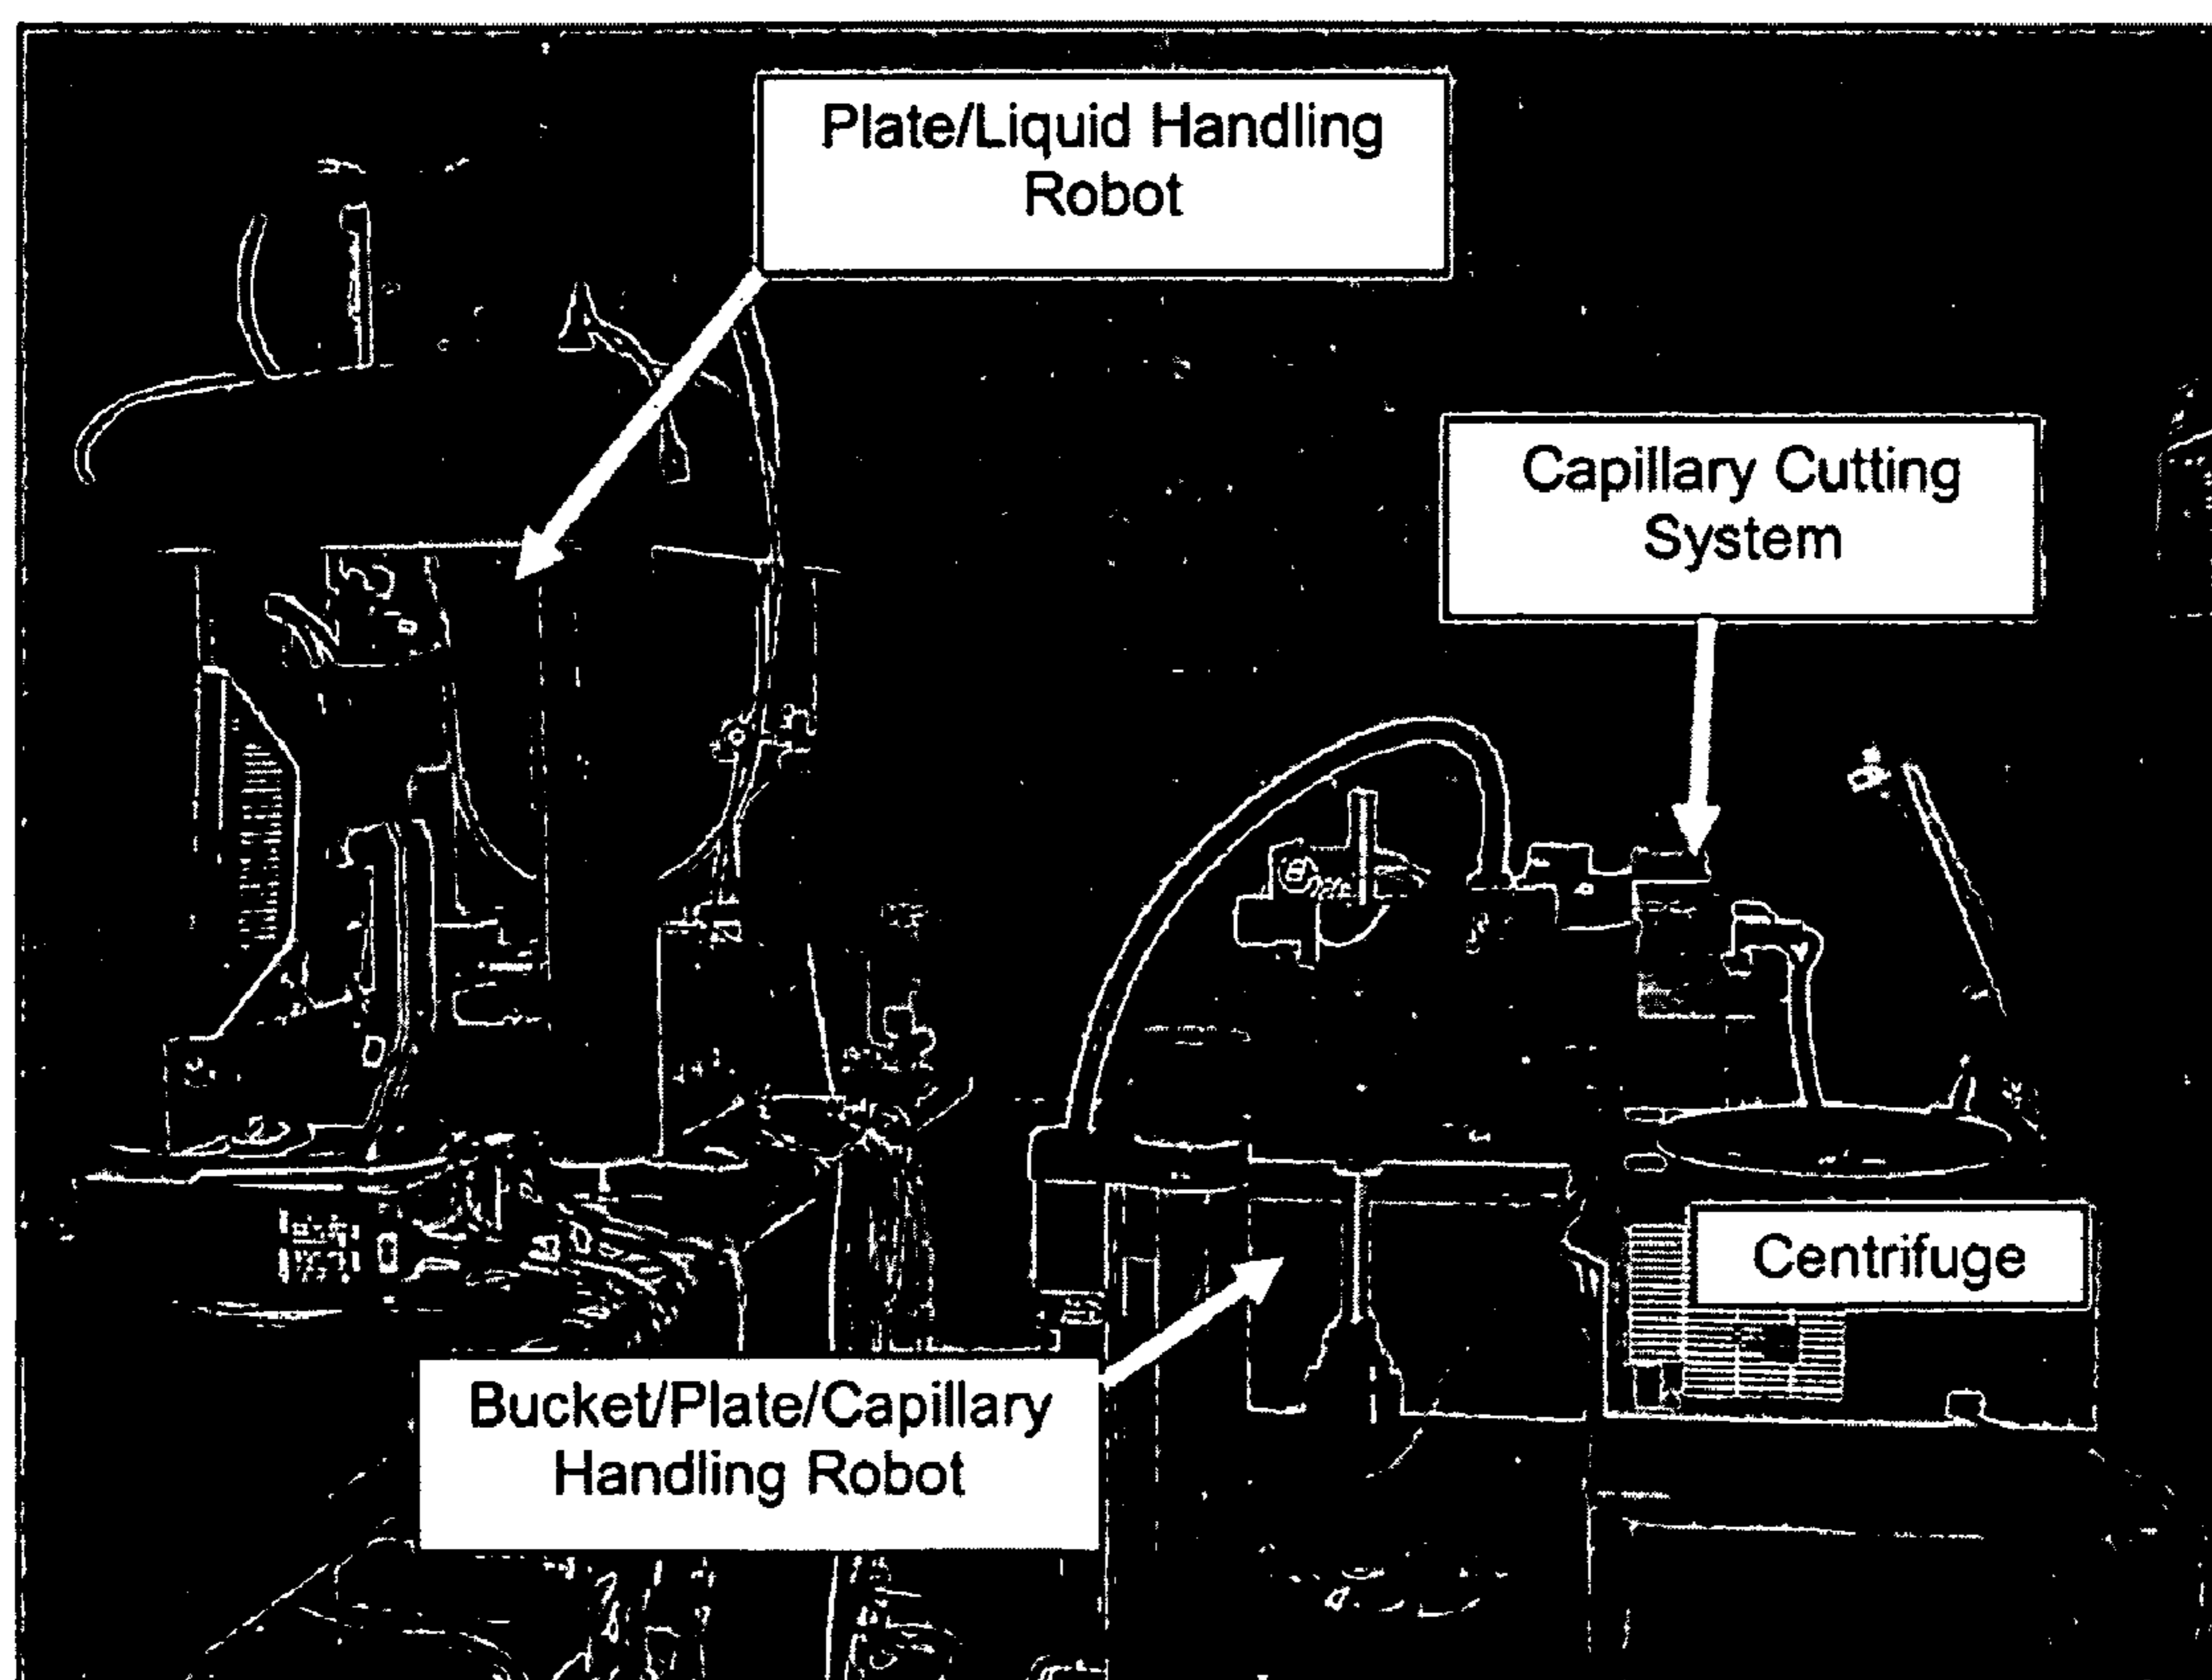 Plate/Liquid Handling
Robot
Capillary Cutting
System
Centrifuge
Bucket/Plate/Capillary
Handling Robot